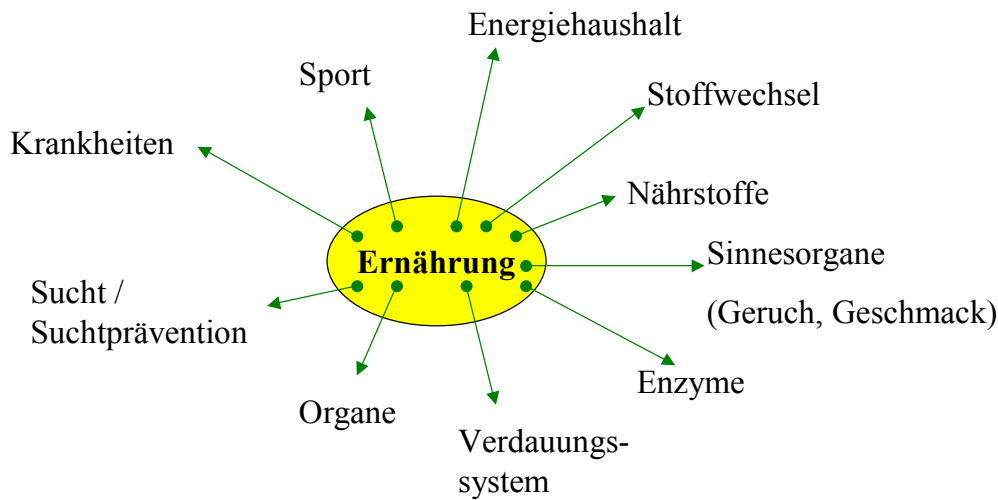 Energiehaushalt
Sport
Stoffwechsel
Krankheiten
Nährstoffe
Ernährung
Sinnesorgane
(Geruch, Geschmack)
Sucht /
Suchtprävention
Enzyme
Organe
Verdauungs-
system